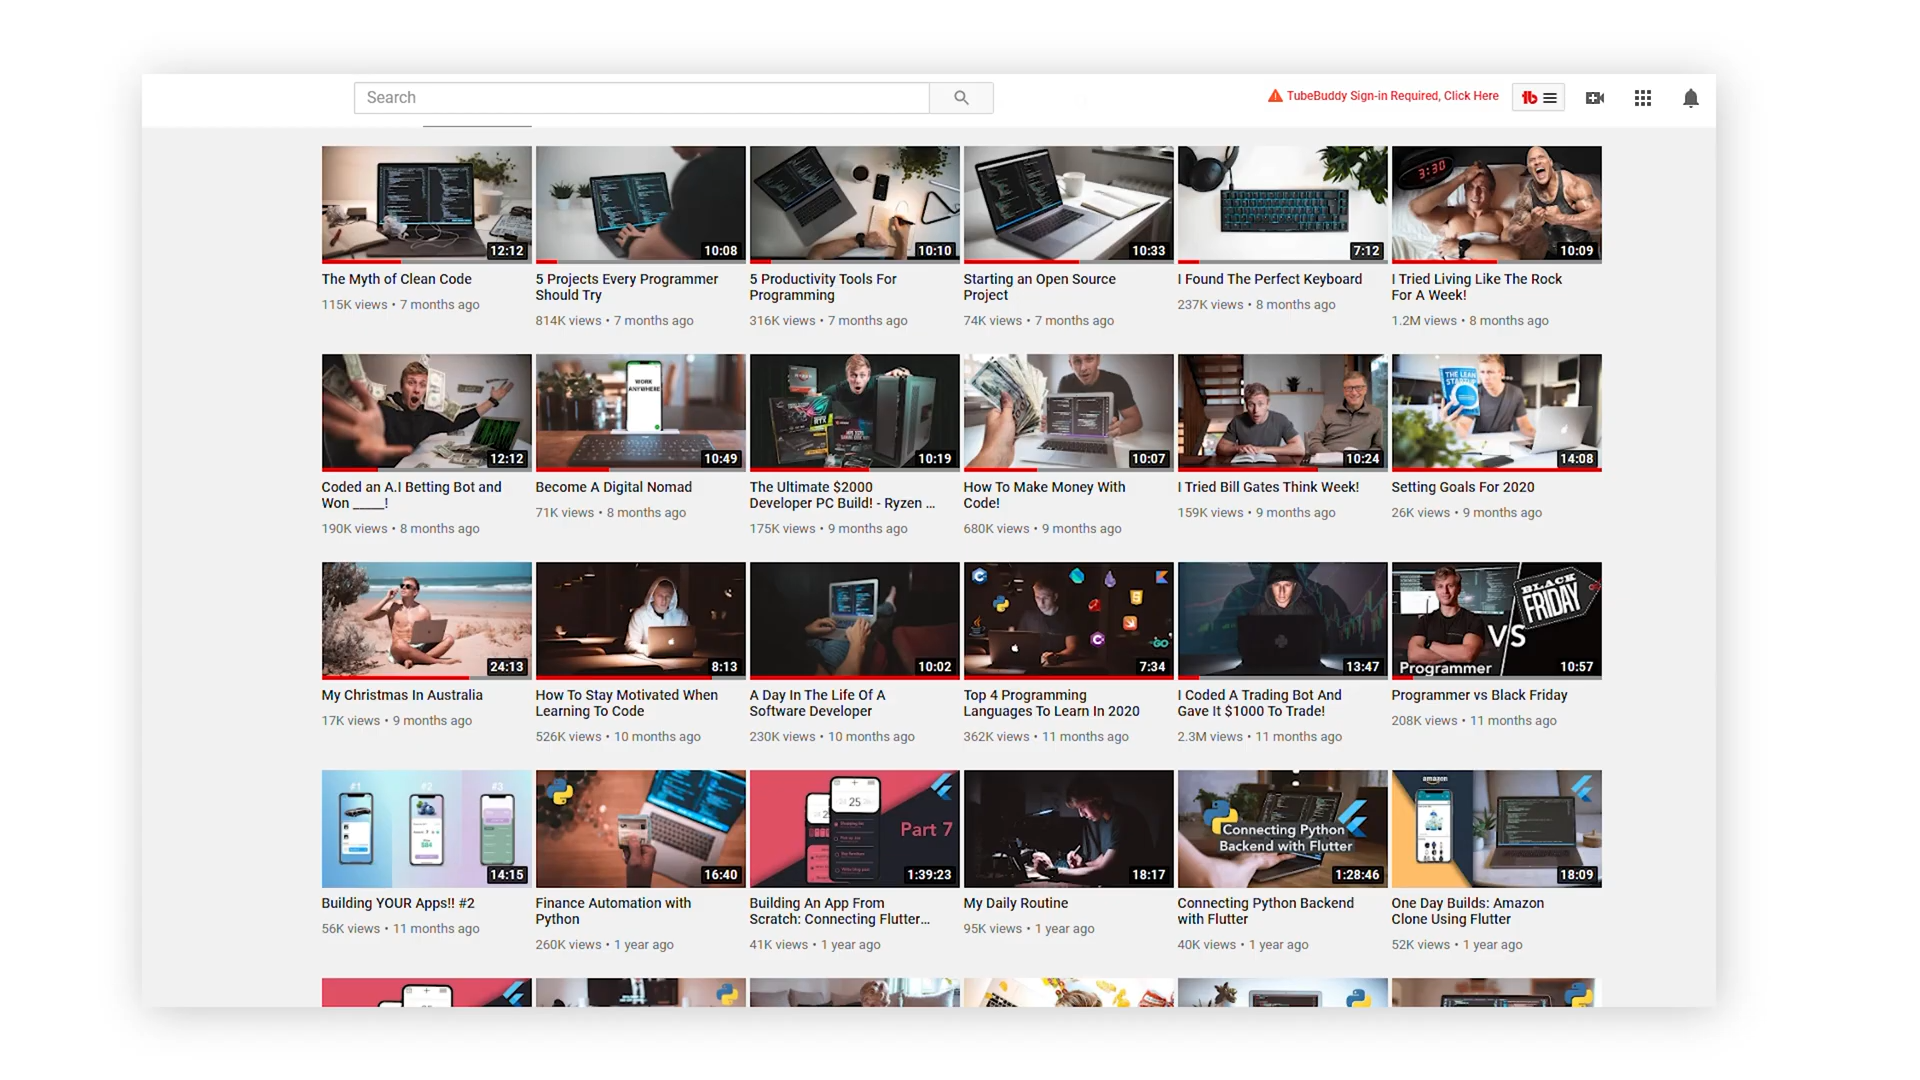 Search
TubeBuddy Sign-in Required, Click Here
12:12
10:08
10:10
10:33
7:12
3:30
10:09
The Myth of Clean Code
115K views • 7 months ago
5 Projects Every Programmer
Should Try
814K views • 7 months ago
5 Productivity Tools For
Programming
316K views • 7 months ago
Starting an Open Source
Project
74K views • 7 months ago
I Found The Perfect Keyboard
237K views • 8 months ago
I Tried Living Like The Rock
For A Week!
1.2M views • 8 months ago
12:12
WORK
ANYWHERE
10:49
10:19
10:07
10:24
THE LEAN
STARTUP
14:08
Coded an A.I Betting Bot and
Won _____!
190K views • 8 months ago
Become A Digital Nomad
71K views • 8 months ago
The Ultimate $2000
Developer PC Build! - Ryzen ...
175K views • 9 months ago
How To Make Money With
Code!
680K views • 9 months ago
I Tried Bill Gates Think Week!
159K views • 9 months ago
Setting Goals For 2020
26K views • 9 months ago
24:13
8:13
10:02
7:34
13:47
BLACK
FRIDAY
VS
Programmer
10:57
My Christmas In Australia
17K views • 9 months ago
How To Stay Motivated When
Learning To Code
526K views • 10 months ago
A Day In The Life Of A
Software Developer
230K views • 10 months ago
Top 4 Programming
Languages To Learn In 2020
362K views • 11 months ago
I Coded A Trading Bot And
Gave It $1000 To Trade!
2.3M views • 11 months ago
Programmer vs Black Friday
208K views • 11 months ago
#1 #2 #3
14:15
16:40
25
Part 7
1:39:23
18:17
Connecting Python
Backend with Flutter
1:28:46
amazon
18:09
Building YOUR Apps!! #2
56K views • 11 months ago
Finance Automation with
Python
260K views • 1 year ago
Building An App From
Scratch: Connecting Flutter...
41K views • 1 year ago
My Daily Routine
95K views • 1 year ago
Connecting Python Backend
with Flutter
40K views • 1 year ago
One Day Builds: Amazon
Clone Using Flutter
52K views • 1 year ago